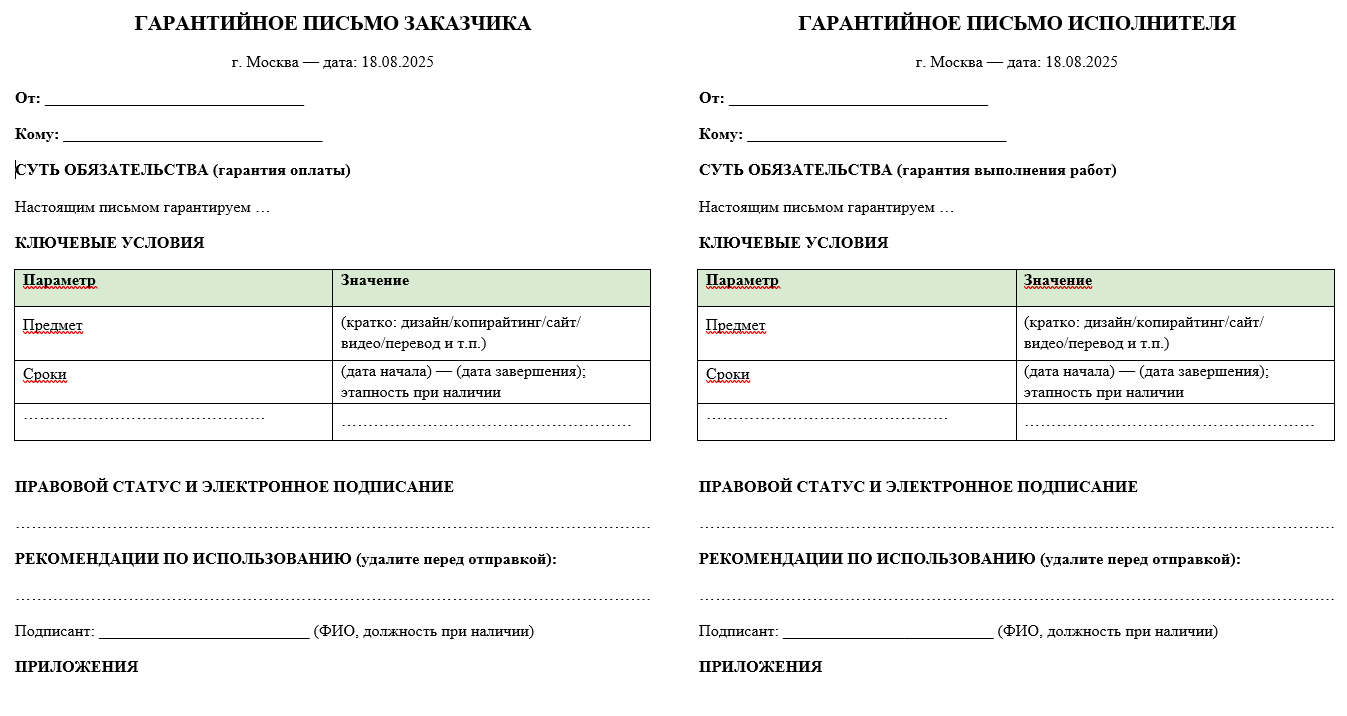 ГАРАНТИЙНОЕ ПИСЬМО ЗАКАЗЧИКА
г. Москва — дата: 18.08.2025
От: ________________________________
Кому: ________________________________
СУТЬ ОБЯЗАТЕЛЬСТВА (гарантия оплаты)
Настоящим письмом гарантируем …
КЛЮЧЕВЫЕ УСЛОВИЯ
Параметр Значение
Предмет (кратко: дизайн/копирайтинг/сайт/
видео/перевод и т.п.)
Сроки (дата начала) — (дата завершения);
этапность при наличии
……………………………………… ………………………………………………
ПРАВОВОЙ СТАТУС И ЭЛЕКТРОННОЕ ПОДПИСАНИЕ
…………………………………………………………………………………………………………
РЕКОМЕНДАЦИИ ПО ИСПОЛЬЗОВАНИЮ (удалите перед отправкой):
…………………………………………………………………………………………………………
Подписант: __________________________ (ФИО, должность при наличии)
ПРИЛОЖЕНИЯ
ГАРАНТИЙНОЕ ПИСЬМО ИСПОЛНИТЕЛЯ
г. Москва — дата: 18.08.2025
От: ________________________________
Кому: ________________________________
СУТЬ ОБЯЗАТЕЛЬСТВА (гарантия выполнения работ)
Настоящим письмом гарантируем …
КЛЮЧЕВЫЕ УСЛОВИЯ
Параметр Значение
Предмет (кратко: дизайн/копирайтинг/сайт/
видео/перевод и т.п.)
Сроки (дата начала) — (дата завершения);
этапность при наличии
……………………………………… ………………………………………………
ПРАВОВОЙ СТАТУС И ЭЛЕКТРОННОЕ ПОДПИСАНИЕ
…………………………………………………………………………………………………………
РЕКОМЕНДАЦИИ ПО ИСПОЛЬЗОВАНИЮ (удалите перед отправкой):
…………………………………………………………………………………………………………
Подписант: __________________________ (ФИО, должность при наличии)
ПРИЛОЖЕНИЯ